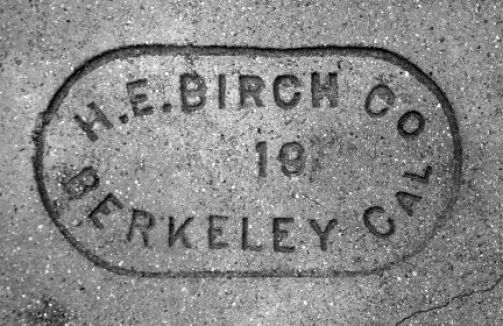 H.E.BIRCH CO
19
BERKELEY CAL